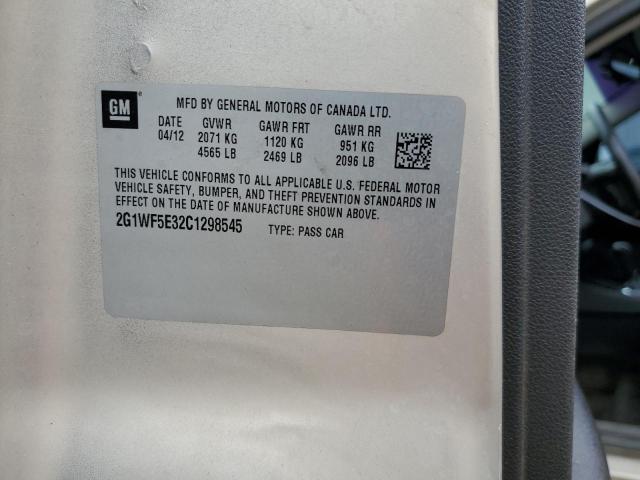 GM
MFD BY GENERAL MOTORS OF CANADA LTD.
DATE GVWR GAWR FRT GAWR RR
04/12 2071 KG 1120 KG 951 KG
4565 LB 2469 LB 2096 LB
THIS VEHICLE CONFORMS TO ALL APPLICABLE U.S. FEDERAL MOTOR
VEHICLE SAFETY, BUMPER, AND THEFT PREVENTION STANDARDS IN
EFFECT ON THE DATE OF MANUFACTURE SHOWN ABOVE.
2G1WF5E32C1298545 TYPE: PASS CAR